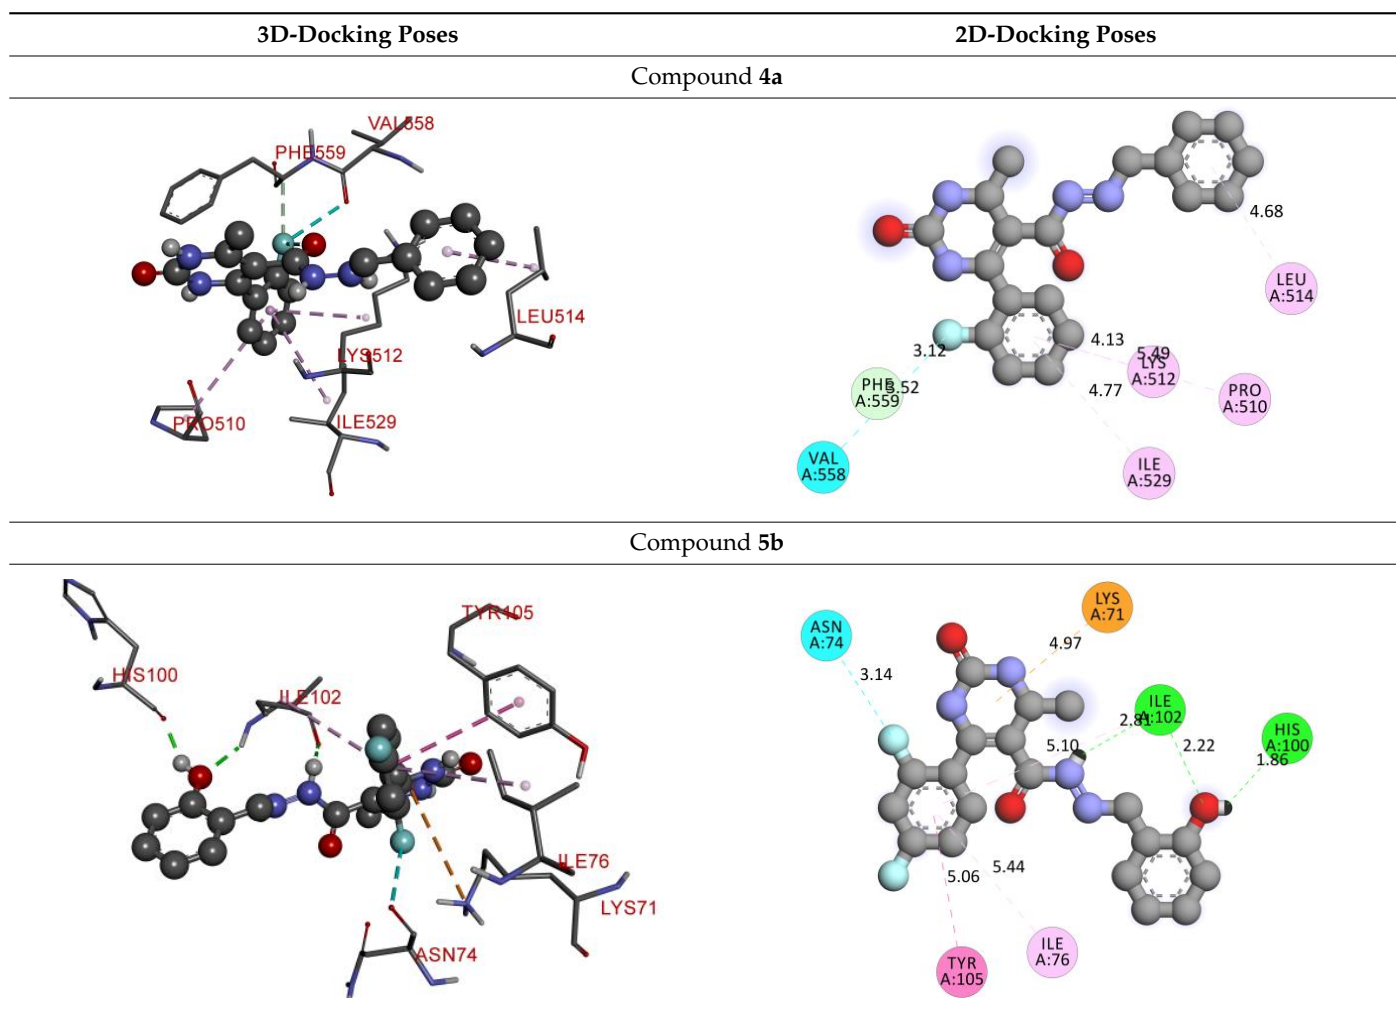 3D-Docking Poses 2D-Docking Poses
Compound 4a
VAL558
PHE559
LEU514
LYS512
PRO510
ILE529
4.68
LEU
A:514
4.13
3.12
5.49
LYS
A:512
PHE
A:559
3.52
4.77
PRO
A:510
VAL
A:558
ILE
A:529
Compound 5b
TYR105
HIS100
ILE102
ILE76
LYS71
ASN74
LYS
A:71
ASN
A:74
4.97
3.14
ILE
A:102
2.81
HIS
A:100
5.10
2.22
1.86
5.44
5.06
ILE
A:76
TYR
A:105